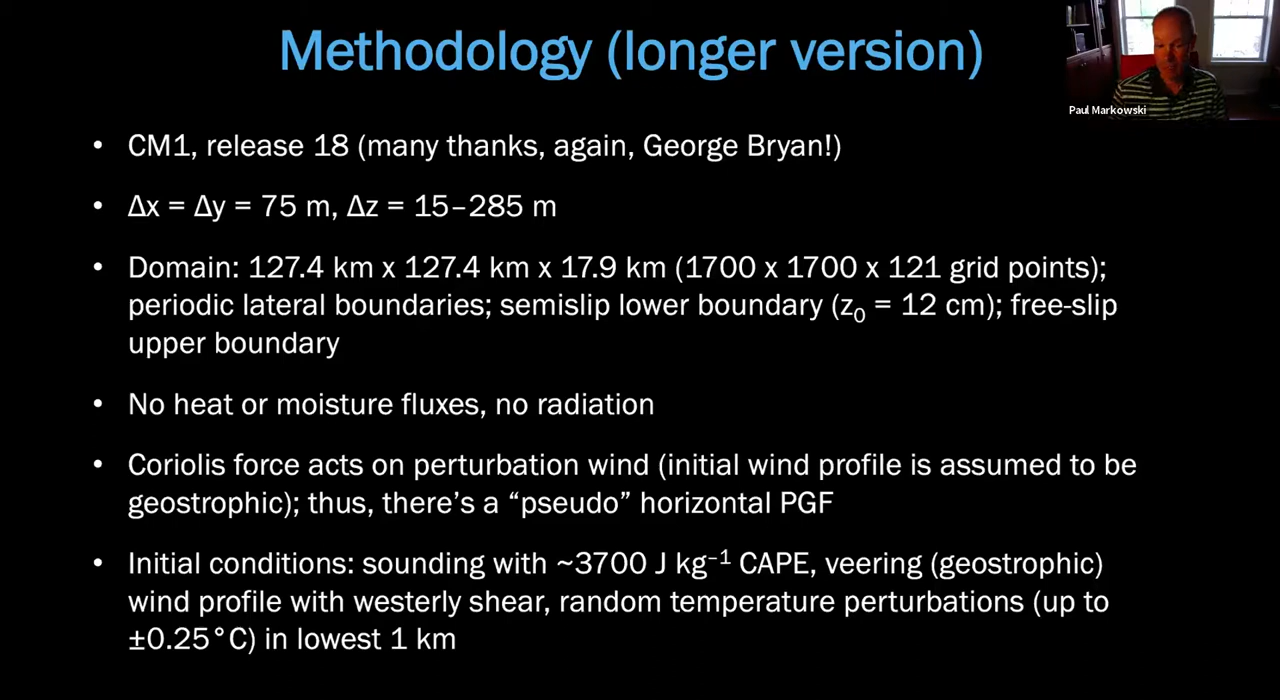 Methodology (longer version)
Paul Markowski
• CM1, release 18 (many thanks, again, George Bryan!)
• Δx = Δy = 75 m, Δz = 15–285 m
• Domain: 127.4 km x 127.4 km x 17.9 km (1700 x 1700 x 121 grid points);
periodic lateral boundaries; semislip lower boundary (z₀ = 12 cm); free-slip
upper boundary
• No heat or moisture fluxes, no radiation
• Coriolis force acts on perturbation wind (initial wind profile is assumed to be
geostrophic); thus, there’s a “pseudo” horizontal PGF
• Initial conditions: sounding with ~3700 J kg⁻¹ CAPE, veering (geostrophic)
wind profile with westerly shear, random temperature perturbations (up to
±0.25°C) in lowest 1 km